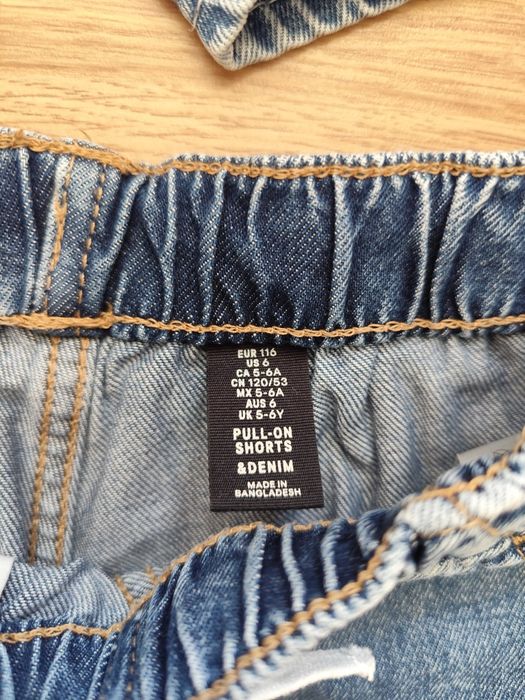 EUR 116
US 6
CA 5-6A
CN 120/53
MX 5-6A
AUS 6
UK 5-6Y
PULL-ON
SHORTS
&DENIM
MADE IN
BANGLADESH